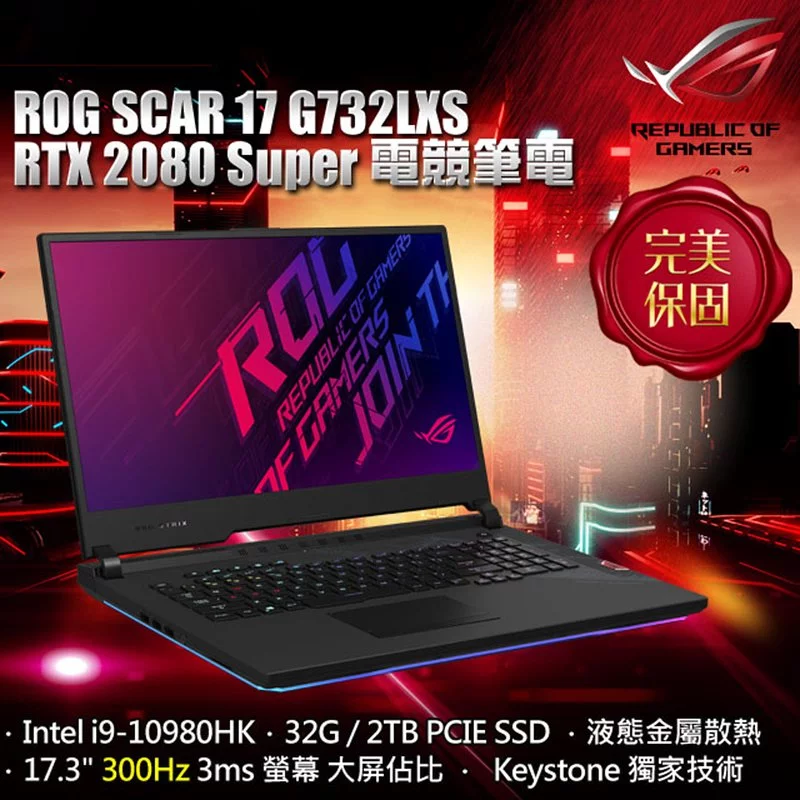 ROG SCAR 17 G732LXS
RTX 2080 Super 電競筆電
REPUBLIC OF
GAMERS
完美
保固
ROG
REPUBLIC OF GAMERS
OF GAMERS
JOIN TH
ROG STRIX
· Intel i9-10980HK · 32G / 2TB PCIE SSD · 液態金屬散熱
· 17.3" 300Hz 3ms 螢幕 大屏佔比 · Keystone 獨家技術